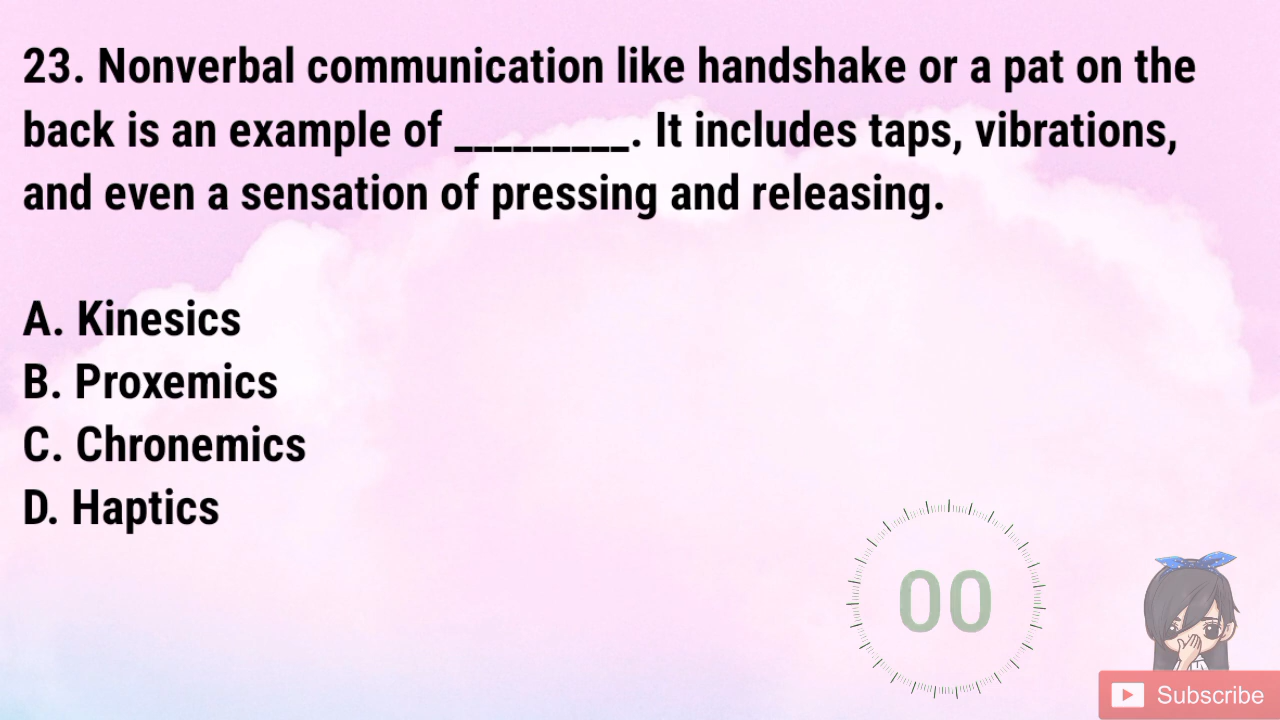 23. Nonverbal communication like handshake or a pat on the
back is an example of _________. It includes taps, vibrations,
and even a sensation of pressing and releasing.
A. Kinesics
B. Proxemics
C. Chronemics
D. Haptics
00
Subscribe